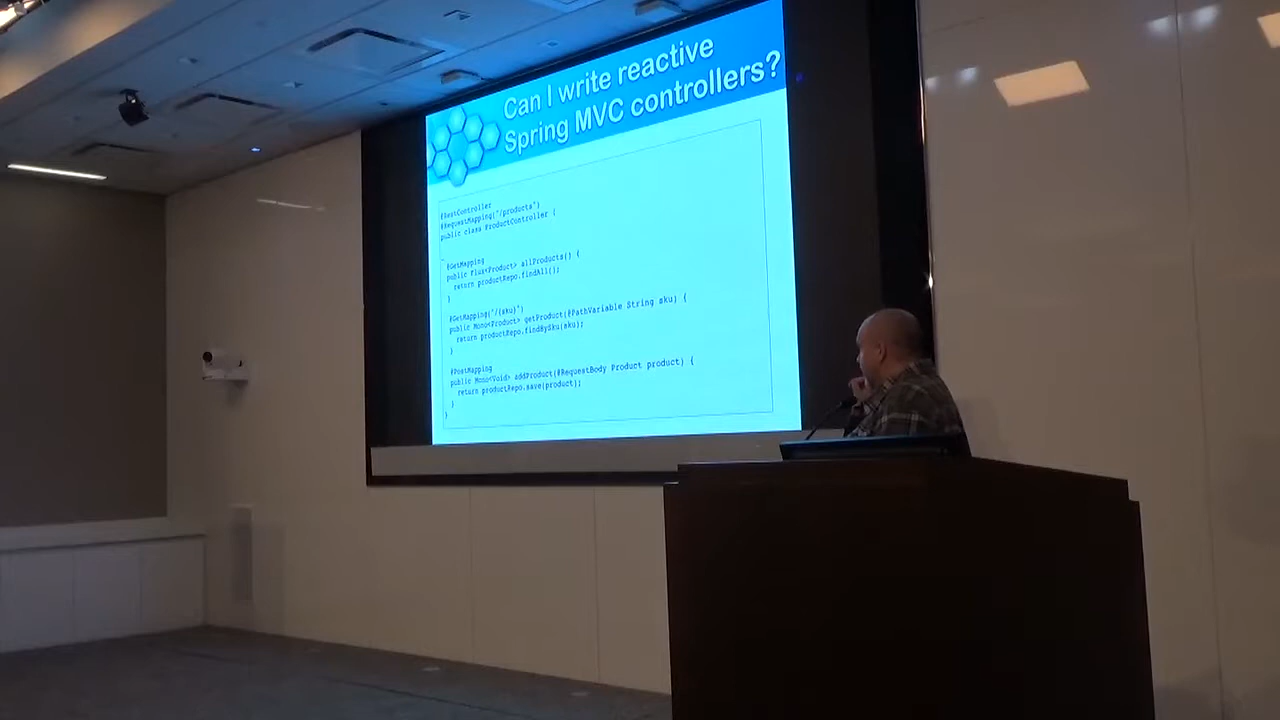 Can I write reactive
Spring MVC controllers?
@RestController
@RequestMapping("/products")
public class ProductController {
@GetMapping
public Flux<Product> allProducts() {
return productRepo.findAll();
}
@GetMapping("/{sku}")
public Mono<Product> getProduct(@PathVariable String sku) {
return productRepo.findBySku(sku);
}
@PostMapping
public Mono<Void> addProduct(@RequestBody Product product) {
return productRepo.save(product);
}
}